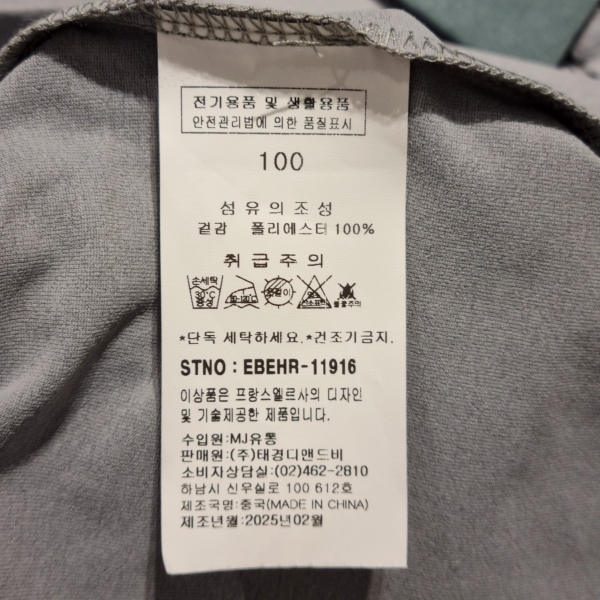 전기용품 및 생활용품
안전관리법에 의한 품질표시
100
섬유의조성
겉감 폴리에스터 100%
취급주의
손세탁
30℃
중성
*단독 세탁하세요.*건조기금지.
STNO : EBEHR-11916
이상품은 프랑스엘르사의 디자인
및 기술제공한 제품입니다.
수입원:MJ유통
판매원:(주)태경디앤드비
소비자상담실:(02)462-2810
하남시 신우실로 100 612호
제조국명:중국(MADE IN CHINA)
제조년월:2025년02월